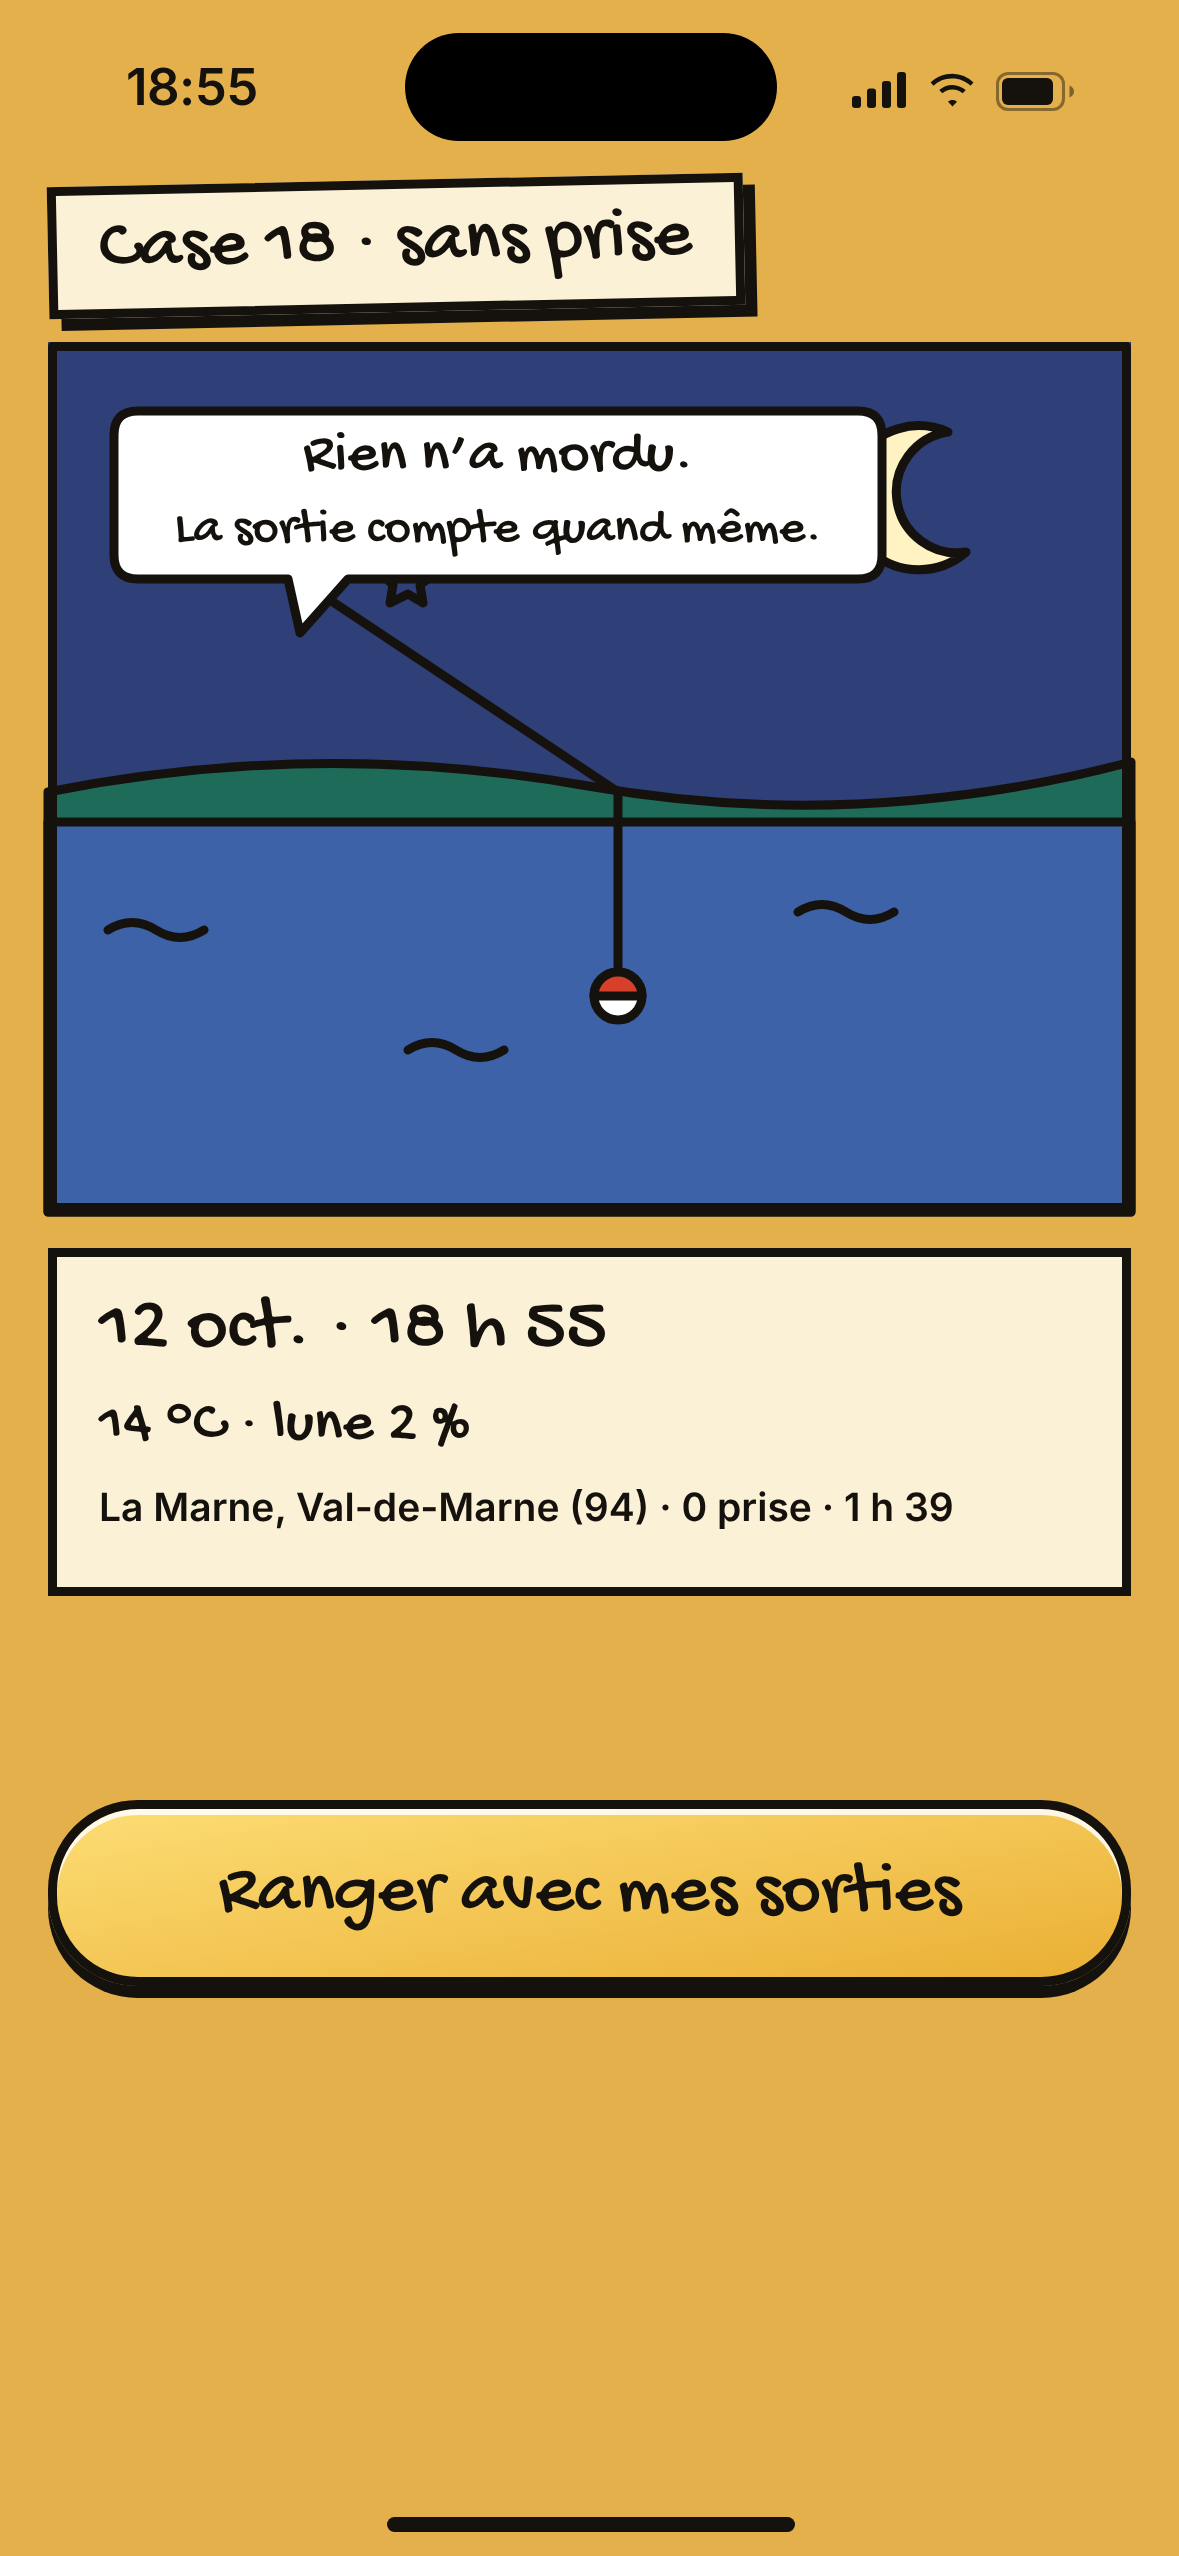 18:55
Case 18 · sans prise
Rien n’a mordu.
La sortie compte quand même.
12 oct. · 18 h 55
14 °C · lune 2 %
La Marne, Val-de-Marne (94) · 0 prise · 1 h 39
Ranger avec mes sorties